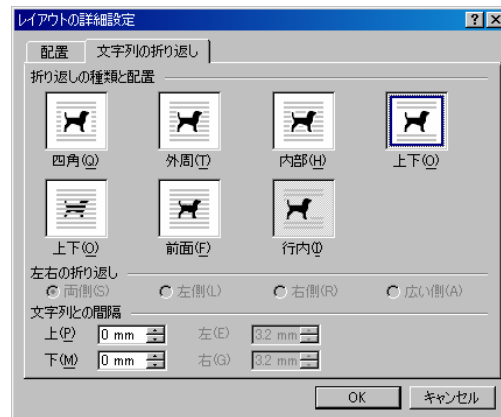 レイアウトの詳細設定
配置 文字列の折り返し
折り返しの種類と配置
四角(Q) 外周(T) 内部(H) 上下(O)
上下(O) 前面(F) 行内(I)
左右の折り返し
両側(S) 左側(L) 右側(R) 広い側(A)
文字列との間隔
上(P) 0 mm 左(E) 3.2 mm
下(M) 0 mm 右(G) 3.2 mm
OK キャンセル